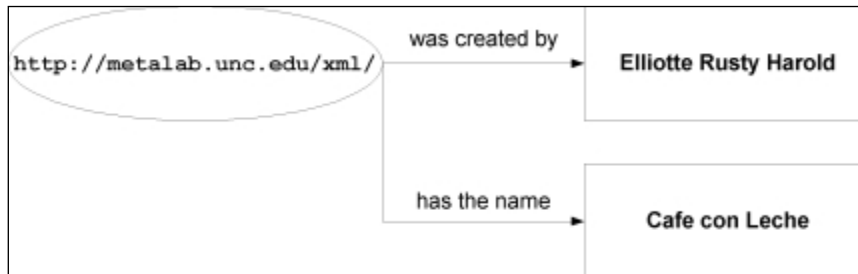 was created by
http://metalab.unc.edu/xml/
Elliotte Rusty Harold
has the name
Cafe con Leche